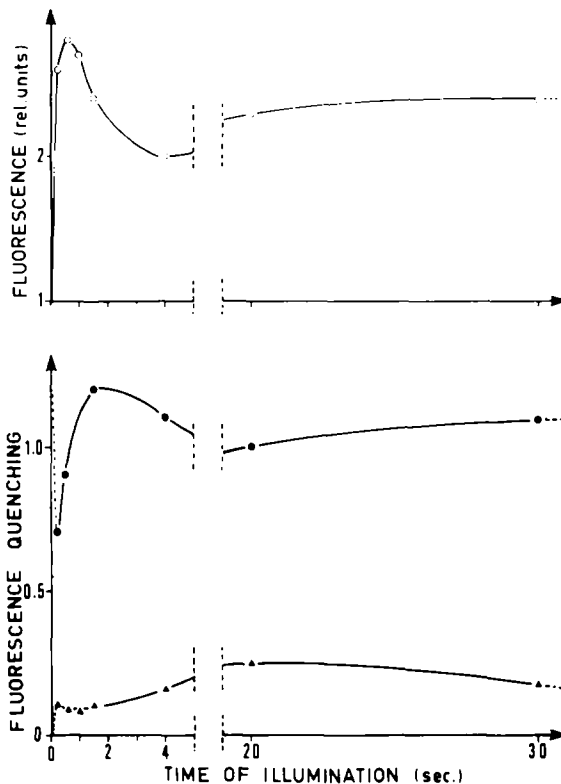 FLUORESCENCE (rel.units)
2
1
FLUORESCENCE QUENCHING
1.0
0.5
0
0 2 4 20 30
TIME OF ILLUMINATION (sec.)